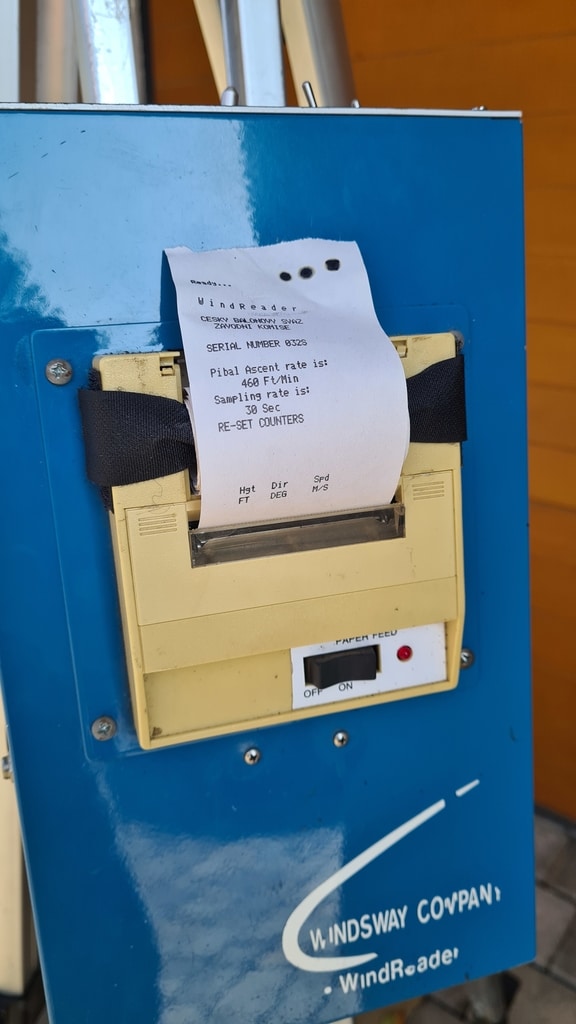 Ready...
WindReader
CESKY BALONOVY SVAZ
ZAVODNI KOMISE
SERIAL NUMBER 032S
Pibal Ascent rate is:
460 Ft/Min
Sampling rate is:
30 Sec
RE-SET COUNTERS
Hgt Dir Spd
FT DEG M/S
PAPER FEED
OFF ON
WINDSWAY COMPANY
WindReader